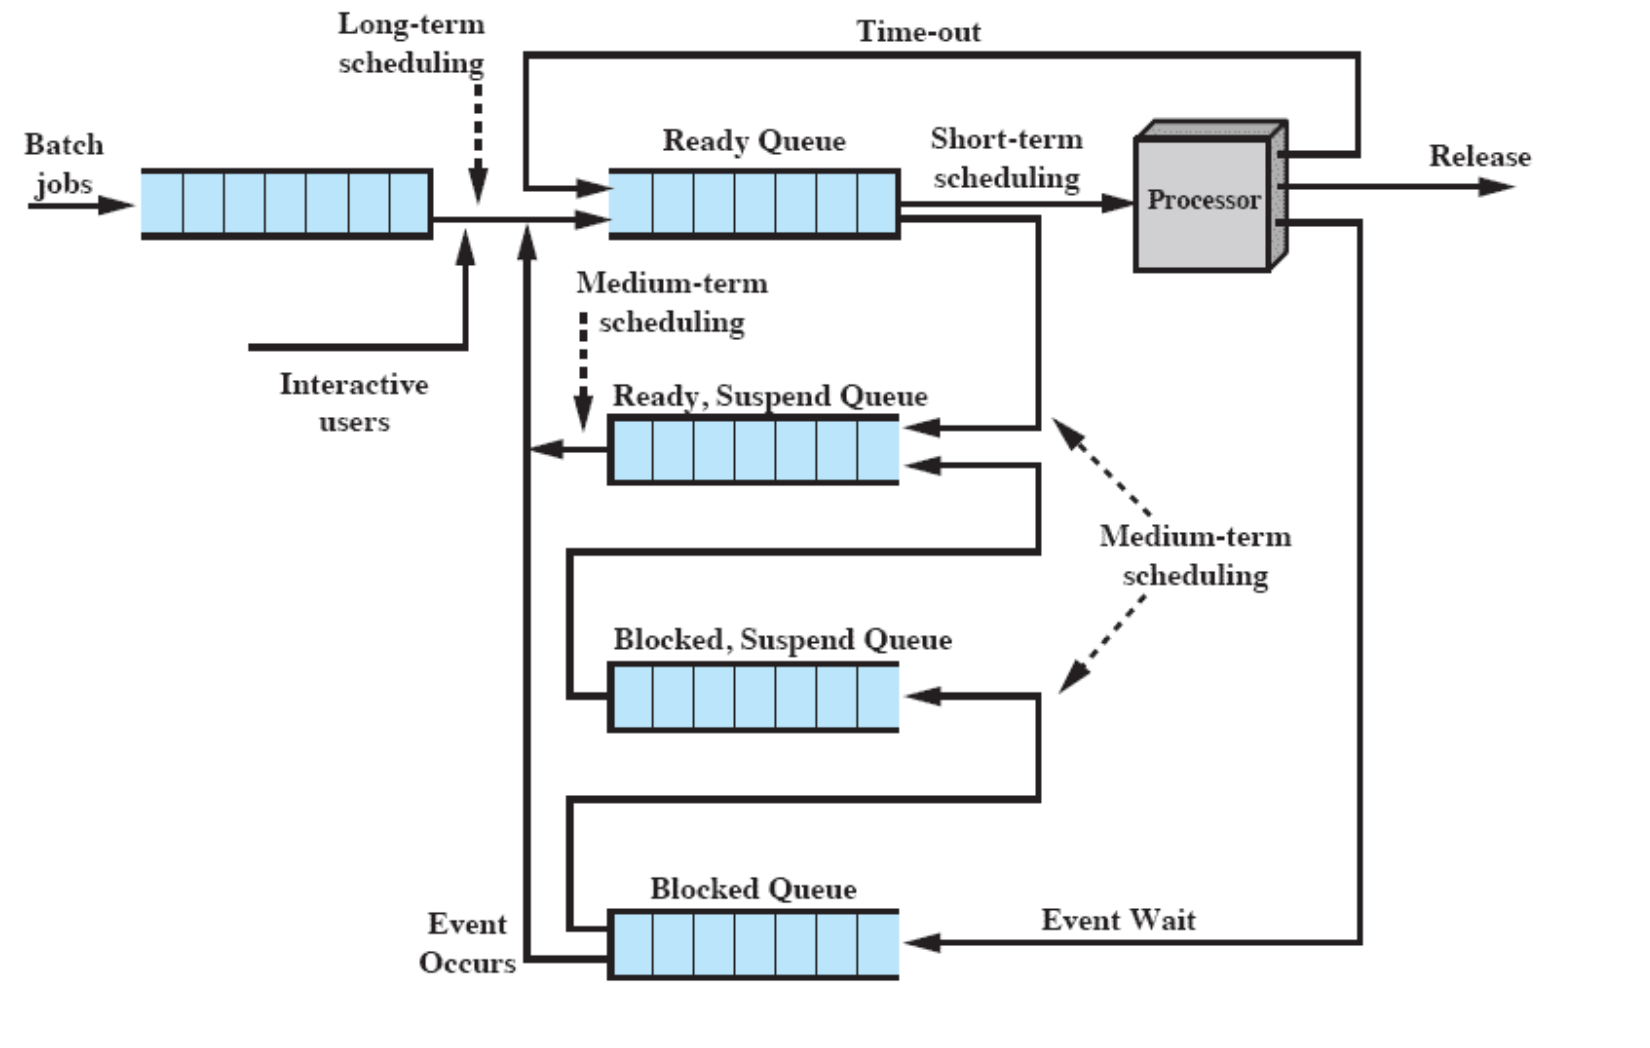 Long-term
scheduling
Time-out
Batch
jobs
Ready Queue
Short-term
scheduling
Processor
Release
Medium-term
scheduling
Interactive
users
Ready, Suspend Queue
Medium-term
scheduling
Blocked, Suspend Queue
Blocked Queue
Event
Occurs
Event Wait